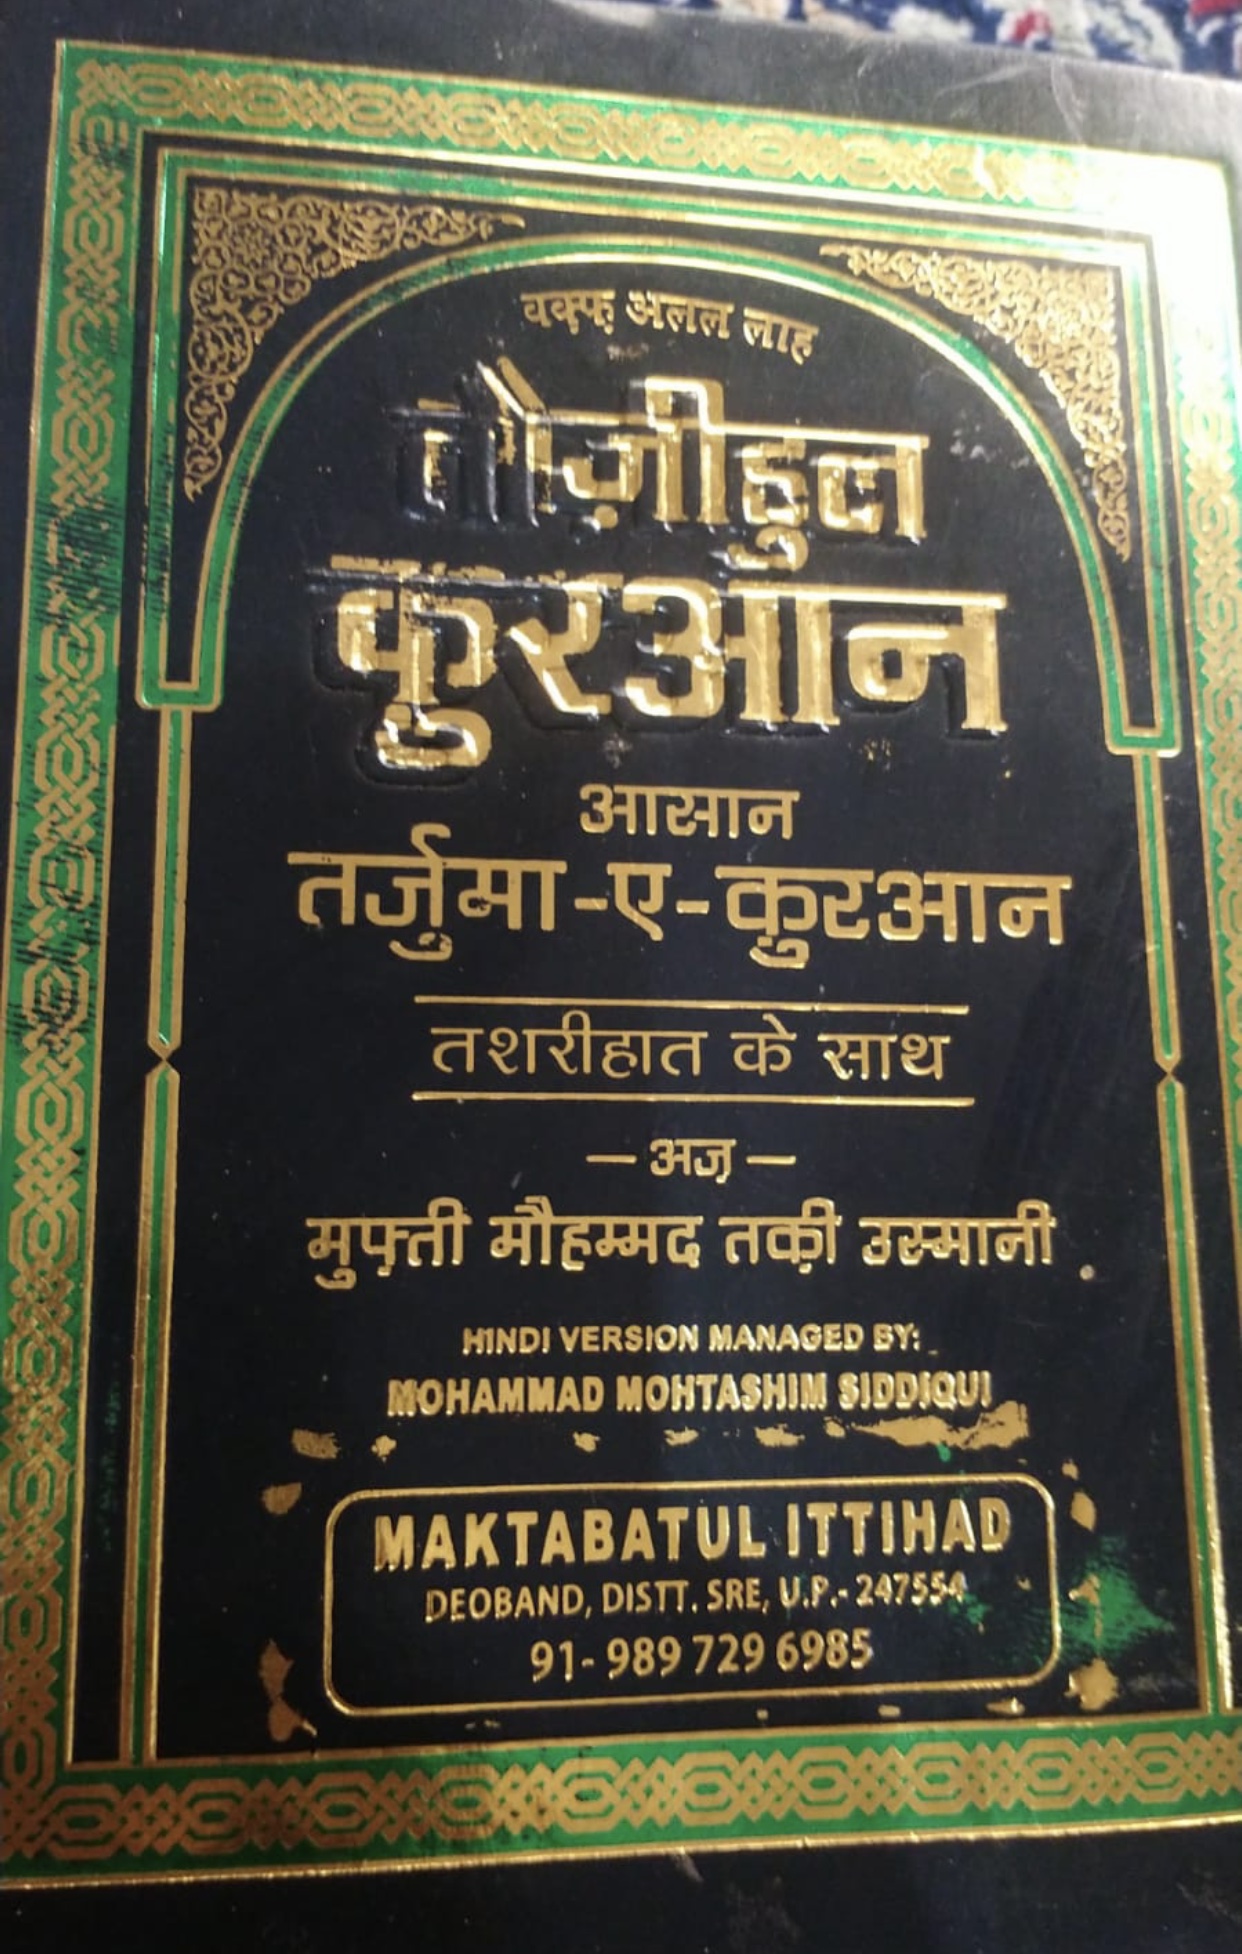 वक्फ़ अलल लाह
तौज़ीहुल
कुरआन
आसान
तर्जुमा-ए-क़ुरआन
तशरीहात के साथ
— अज़ —
मुफ़्ती मौहम्मद तक़ी उस्मानी
HINDI VERSION MANAGED BY:
MOHAMMAD MOHTASHIM SIDDIQUI
MAKTABATUL ITTIHAD
DEOBAND, DISTT. SRE, U.P.- 247554
91- 989 729 6985